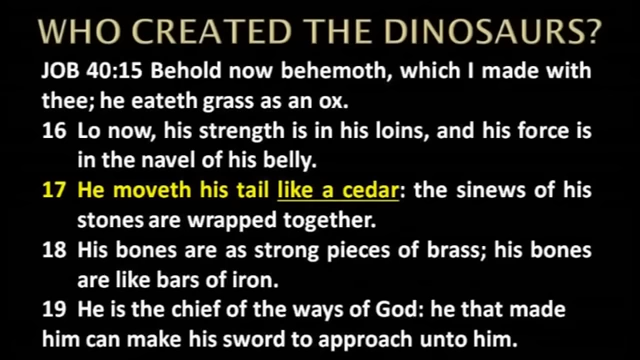 WHO CREATED THE DINOSAURS?
JOB 40:15 Behold now behemoth, which I made with
thee; he eateth grass as an ox.
16 Lo now, his strength is in his loins, and his force is
in the navel of his belly.
17 He moveth his tail like a cedar: the sinews of his
stones are wrapped together.
18 His bones are as strong pieces of brass; his bones
are like bars of iron.
19 He is the chief of the ways of God: he that made
him can make his sword to approach unto him.